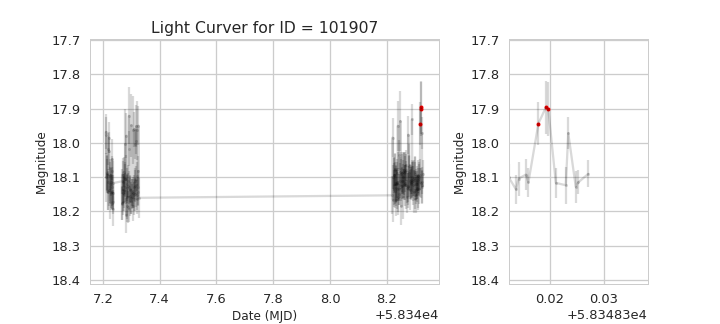 Light Curver for ID = 101907
Magnitude
17.7
17.8
17.9
18.0
18.1
18.2
18.3
18.4
7.2 7.4 7.6 7.8 8.0 8.2
Date (MJD)
+5.834e4
Magnitude
17.7
17.8
17.9
18.0
18.1
18.2
18.3
18.4
0.02 0.03
+5.83483e4